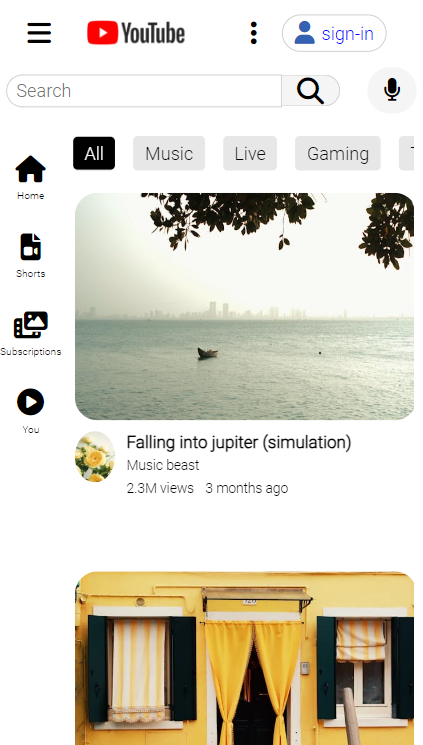 YouTube
sign-in
Search
All
Music
Live
Gaming
Home
Shorts
Subscriptions
You
Falling into jupiter (simulation)
Music beast
2.3M views 3 months ago